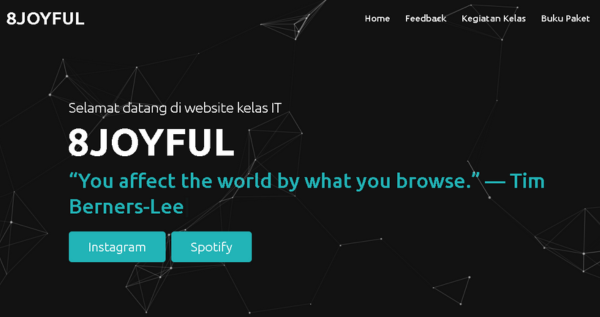 8JOYFUL
Home Feedback Kegiatan Kelas Buku Paket
Selamat datang di website kelas IT
8JOYFUL
“You affect the world by what you browse.” — Tim
Berners-Lee
Instagram Spotify